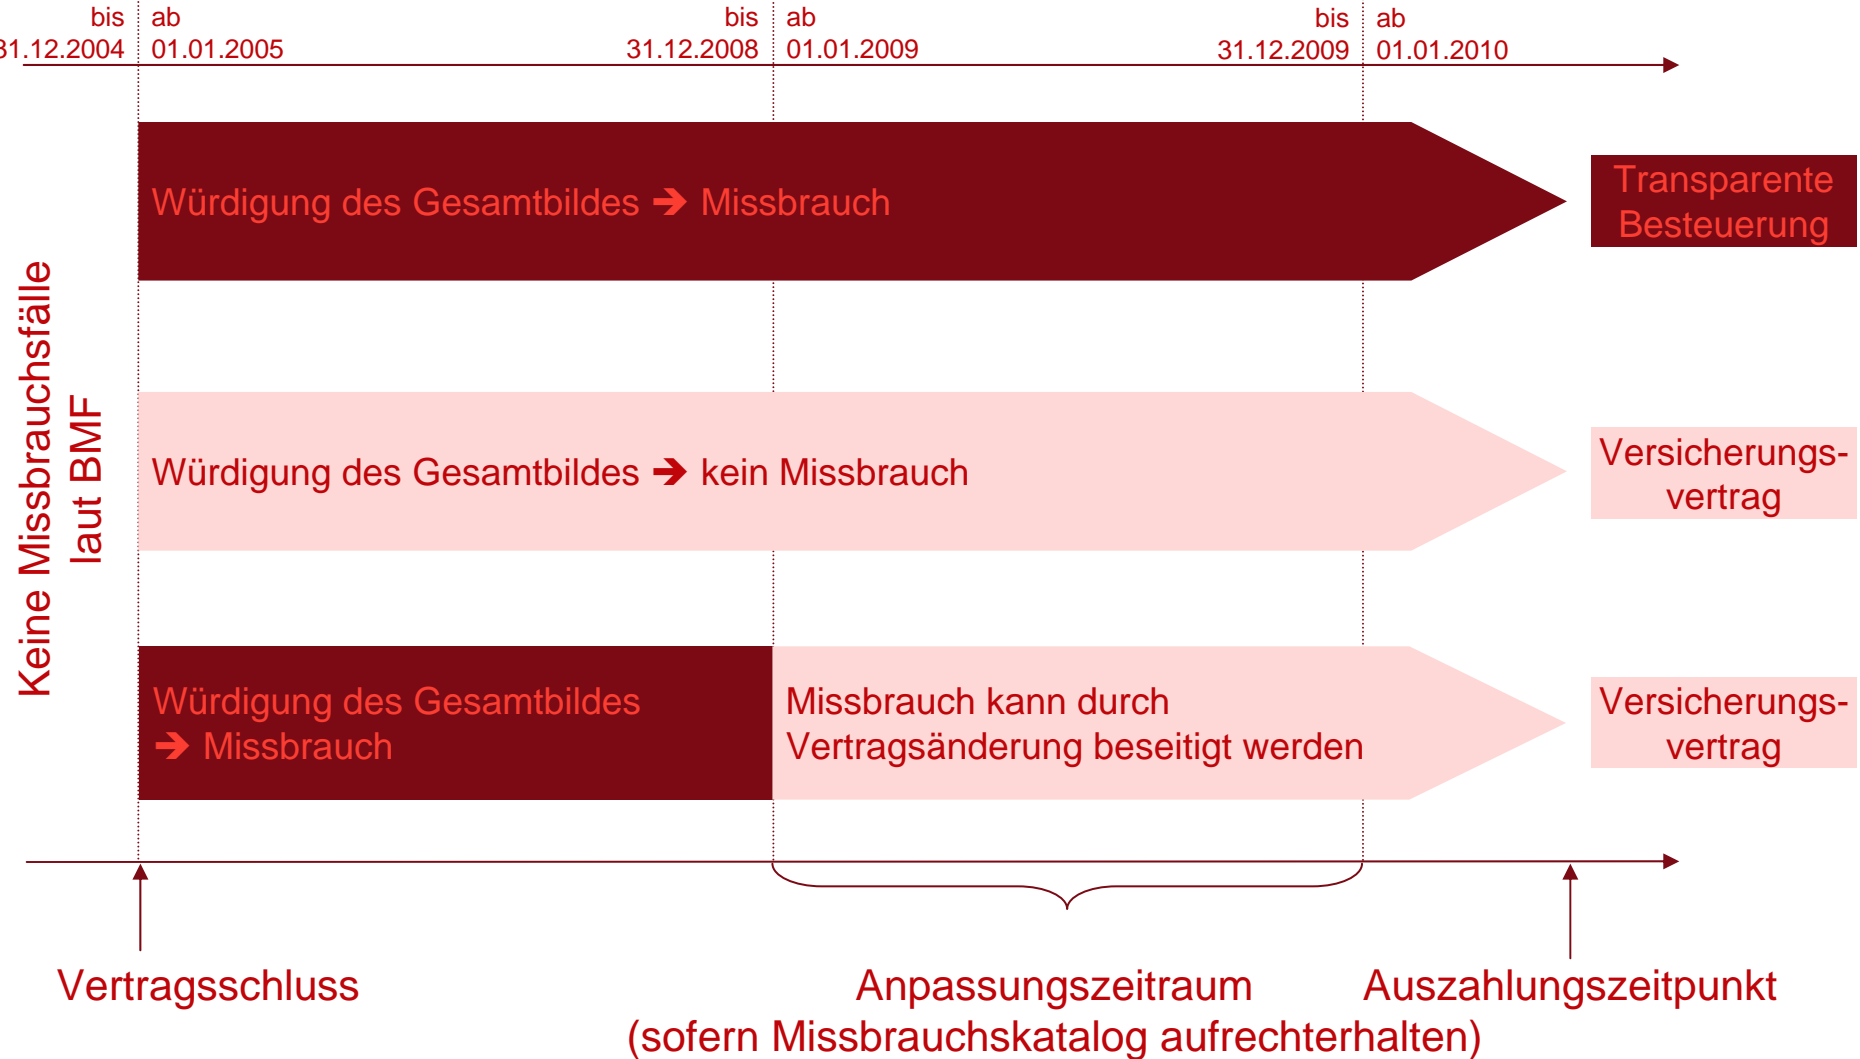 bis
31.12.2004
ab
01.01.2005
bis
31.12.2008
ab
01.01.2009
bis
31.12.2009
ab
01.01.2010
Keine Missbrauchsfälle
laut BMF
Würdigung des Gesamtbildes ➔ Missbrauch
Transparente
Besteuerung
Würdigung des Gesamtbildes ➔ kein Missbrauch
Versicherungs-
vertrag
Würdigung des Gesamtbildes
➔ Missbrauch
Missbrauch kann durch
Vertragsänderung beseitigt werden
Versicherungs-
vertrag
Vertragsschluss
Anpassungszeitraum
(sofern Missbrauchskatalog aufrechterhalten)
Auszahlungszeitpunkt